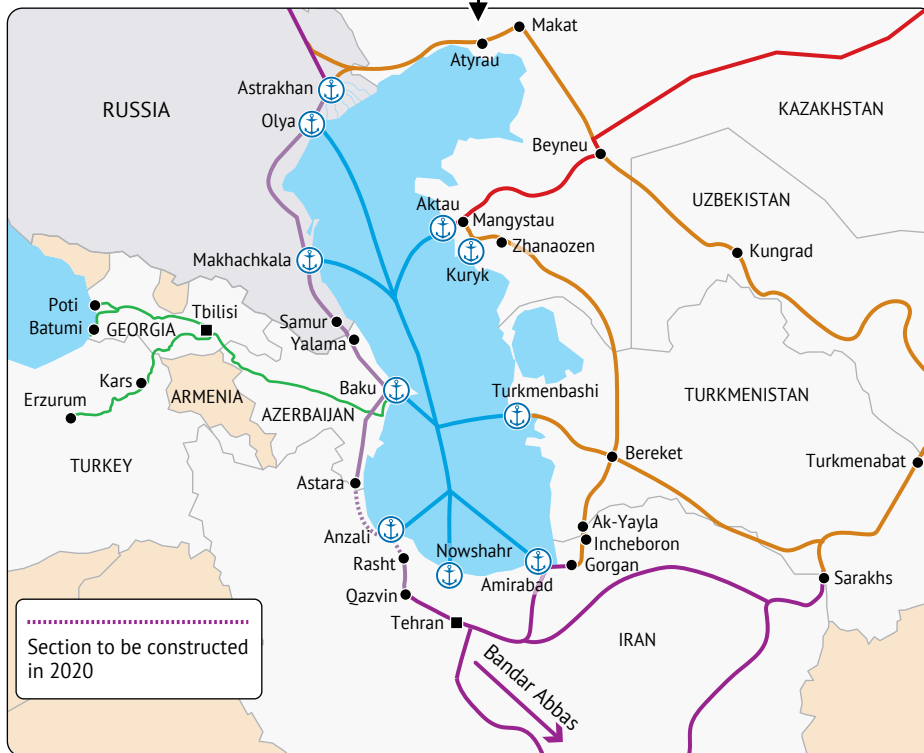 Makat
Atyrau
Astrakhan
RUSSIA
Olya
KAZAKHSTAN
Beyneu
UZBEKISTAN
Aktau
Mangystau
Zhanaozen
Kungrad
Makhachkala
Kuryk
Poti
Tbilisi
Batumi
GEORGIA
Samur
Yalama
Kars
Baku
Turkmenbashi
Erzurum
ARMENIA
TURKMENISTAN
AZERBAIJAN
Bereket
TURKEY
Turkmenabat
Astara
Ak-Yayla
Anzali
Incheboron
Nowshahr
Rasht
Amirabad
Gorgan
Sarakhs
Qazvin
Tehran
IRAN
Section to be constructed
in 2020
Bandar Abbas